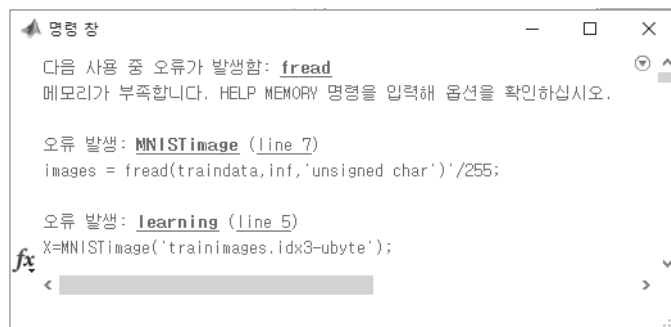 명령 창
다음 사용 중 오류가 발생함: fread
메모리가 부족합니다. HELP MEMORY 명령을 입력해 옵션을 확인하십시오.
오류 발생: MNISTimage (line 7)
images = fread(traindata,inf,'unsigned char')'/255;
오류 발생: learning (line 5)
X=MNISTimage('trainimages.idx3-ubyte');
fx